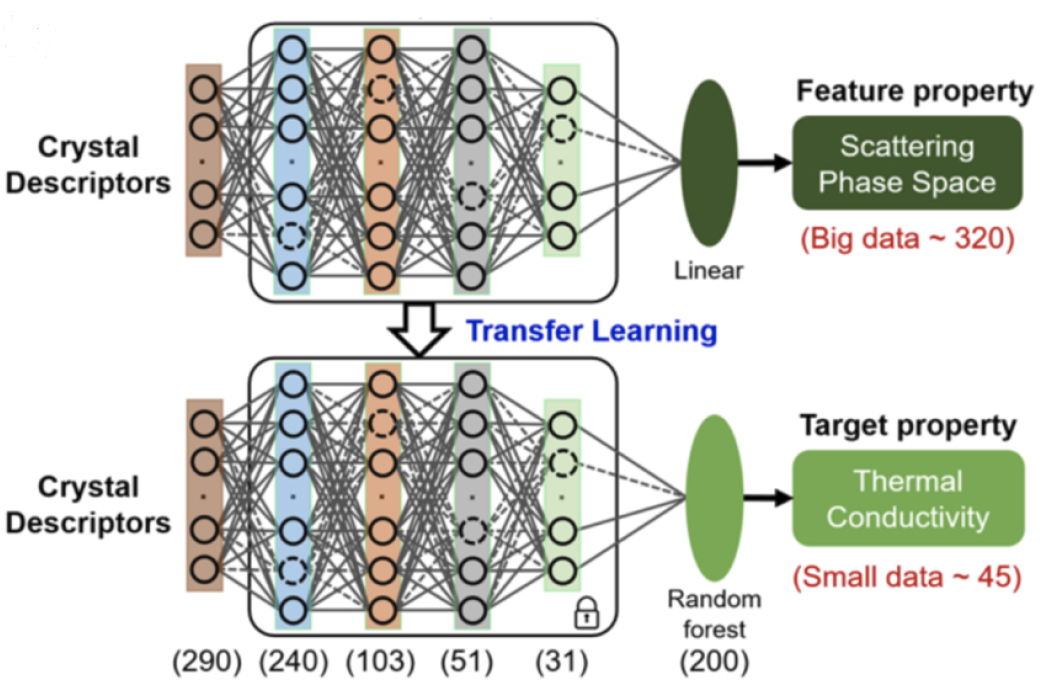 Crystal
Descriptors
Feature property
Scattering
Phase Space
(Big data ~ 320)
Linear
Transfer Learning
Crystal
Descriptors
Target property
Thermal
Conductivity
(Small data ~ 45)
Random
forest
(290) (240) (103) (51) (31) (200)